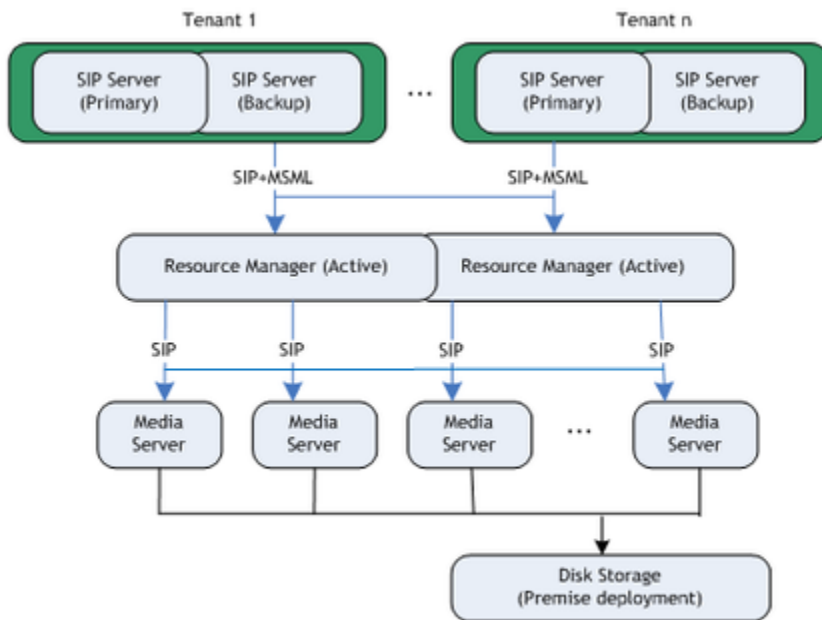 Tenant 1
Tenant n
SIP Server
(Primary)
SIP Server
(Backup)
...
SIP Server
(Primary)
SIP Server
(Backup)
SIP+MSML
SIP+MSML
Resource Manager (Active)
Resource Manager (Active)
SIP
SIP
SIP
SIP
Media
Server
Media
Server
Media
Server
...
Media
Server
Disk Storage
(Premise deployment)